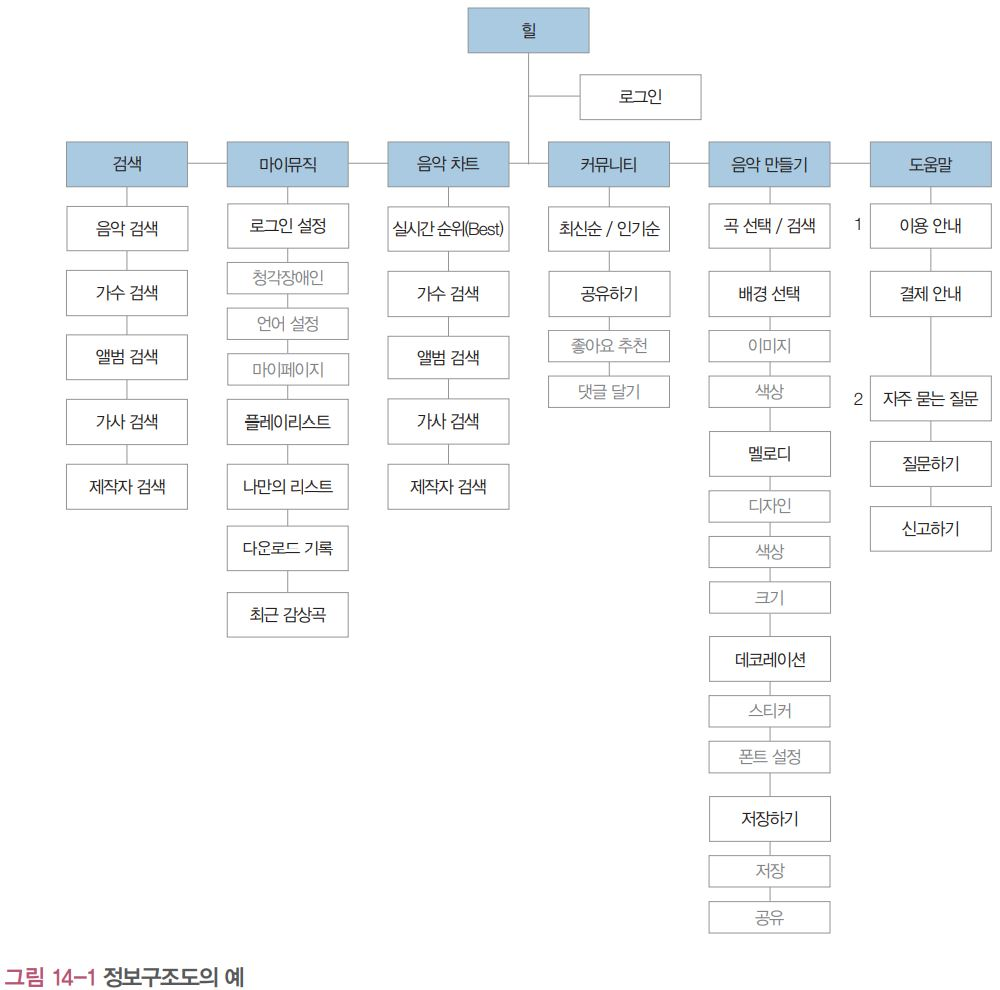 힐
로그인
검색
마이뮤직
음악 차트
커뮤니티
음악 만들기
도움말
음악 검색
가수 검색
앨범 검색
가사 검색
제작자 검색
로그인 설정
청각장애인
언어 설정
마이페이지
플레이리스트
나만의 리스트
다운로드 기록
최근 감상곡
실시간 순위(Best)
가수 검색
앨범 검색
가사 검색
제작자 검색
최신순 / 인기순
공유하기
좋아요 추천
댓글 달기
곡 선택 / 검색
배경 선택
이미지
색상
멜로디
디자인
색상
크기
데코레이션
스티커
폰트 설정
저장하기
저장
공유
1 이용 안내
결제 안내
2 자주 묻는 질문
질문하기
신고하기
그림 14-1 정보구조도의 예